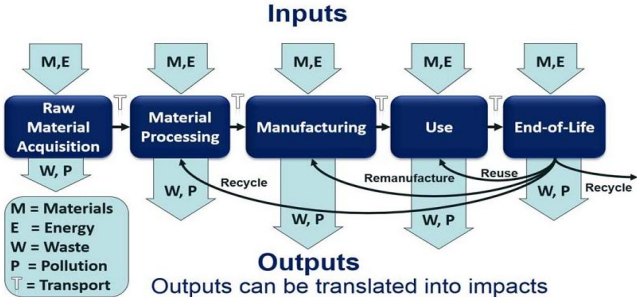 Inputs
M,E
M,E
M,E
M,E
M,E
Raw
Material
Acquisition
T
Material
Processing
T
Manufacturing
T
Use
T
End-of-Life
W, P
W, P
W, P
W, P
W, P
Recycle
Remanufacture
Reuse
Recycle
M = Materials
E = Energy
W = Waste
P = Pollution
T = Transport
Outputs
Outputs can be translated into impacts